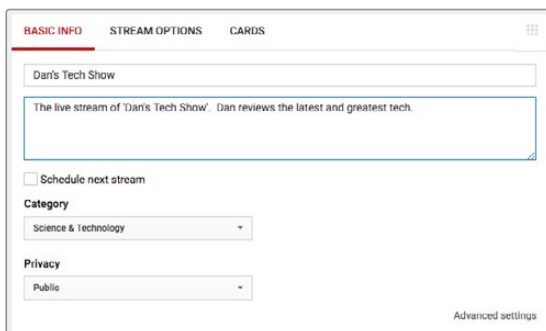 BASIC INFO STREAM OPTIONS CARDS
Dan's Tech Show
The live stream of 'Dan's Tech Show'. Dan reviews the latest and greatest tech.
Schedule next stream
Category
Science & Technology
Privacy
Public
Advanced settings